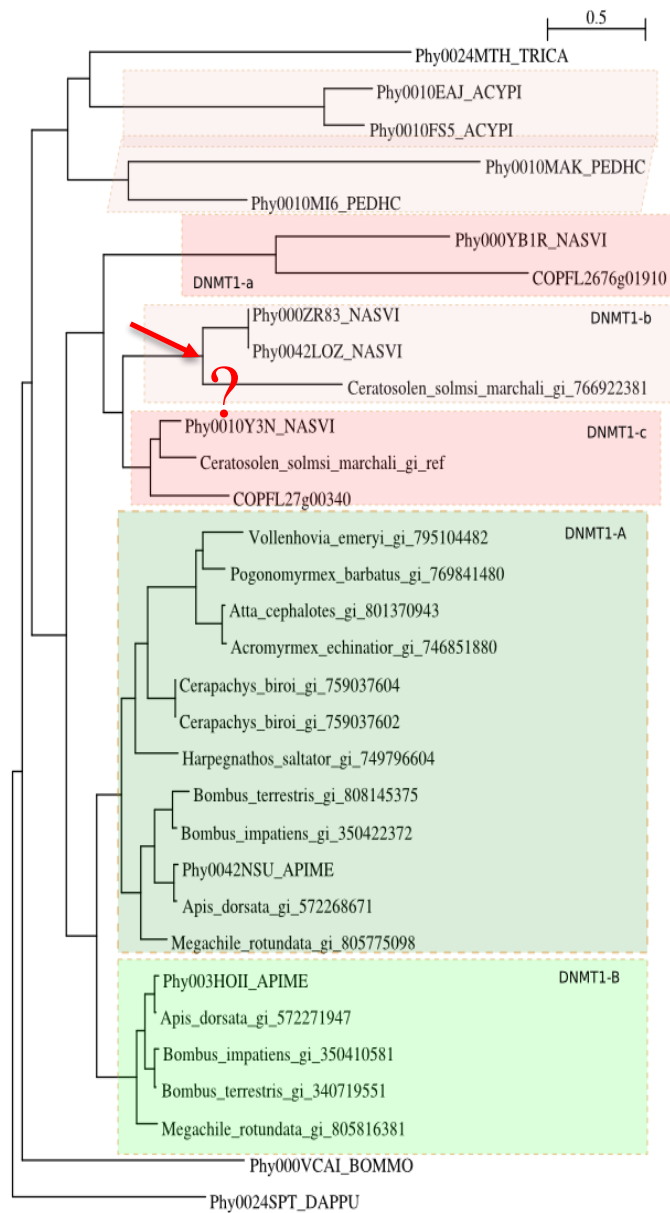 0.5
Phy0024MTH_TRICA
Phy0010EAJ_ACYPI
Phy0010FS5_ACYPI
Phy0010MAK_PEDHC
Phy0010MI6_PEDHC
Phy000YB1R_NASVI
COPFL2676g01910
DNMT1-a
Phy000ZR83_NASVI
DNMT1-b
Phy0042LOZ_NASVI
Ceratosolen_solmsi_marchali_gi_766922381
?
Phy0010Y3N_NASVI
DNMT1-c
Ceratosolen_solmsi_marchali_gi_ref
COPFL27g00340
Vollenhovia_emeryi_gi_795104482
DNMT1-A
Pogonomyrmex_barbatus_gi_769841480
Atta_cephalotes_gi_801370943
Acromyrmex_echinatior_gi_746851880
Cerapachys_biroi_gi_759037604
Cerapachys_biroi_gi_759037602
Harpegnathos_saltator_gi_749796604
Bombus_terrestris_gi_808145375
Bombus_impatiens_gi_350422372
Phy0042NSU_APIME
Apis_dorsata_gi_572268671
Megachile_rotundata_gi_805775098
Phy003HOII_APIME
DNMT1-B
Apis_dorsata_gi_572271947
Bombus_impatiens_gi_350410581
Bombus_terrestris_gi_340719551
Megachile_rotundata_gi_805816381
Phy000VCAI_BOMMO
Phy0024SPT_DAPPU